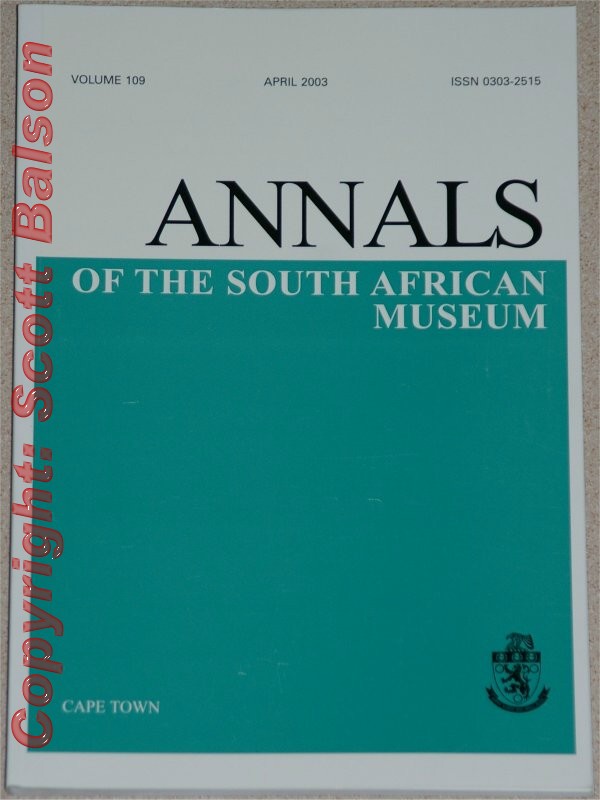 VOLUME 109 APRIL 2003 ISSN 0303-2515
ANNALS
OF THE SOUTH AFRICAN
MUSEUM
CAPE TOWN
Copyright: Scott Balson